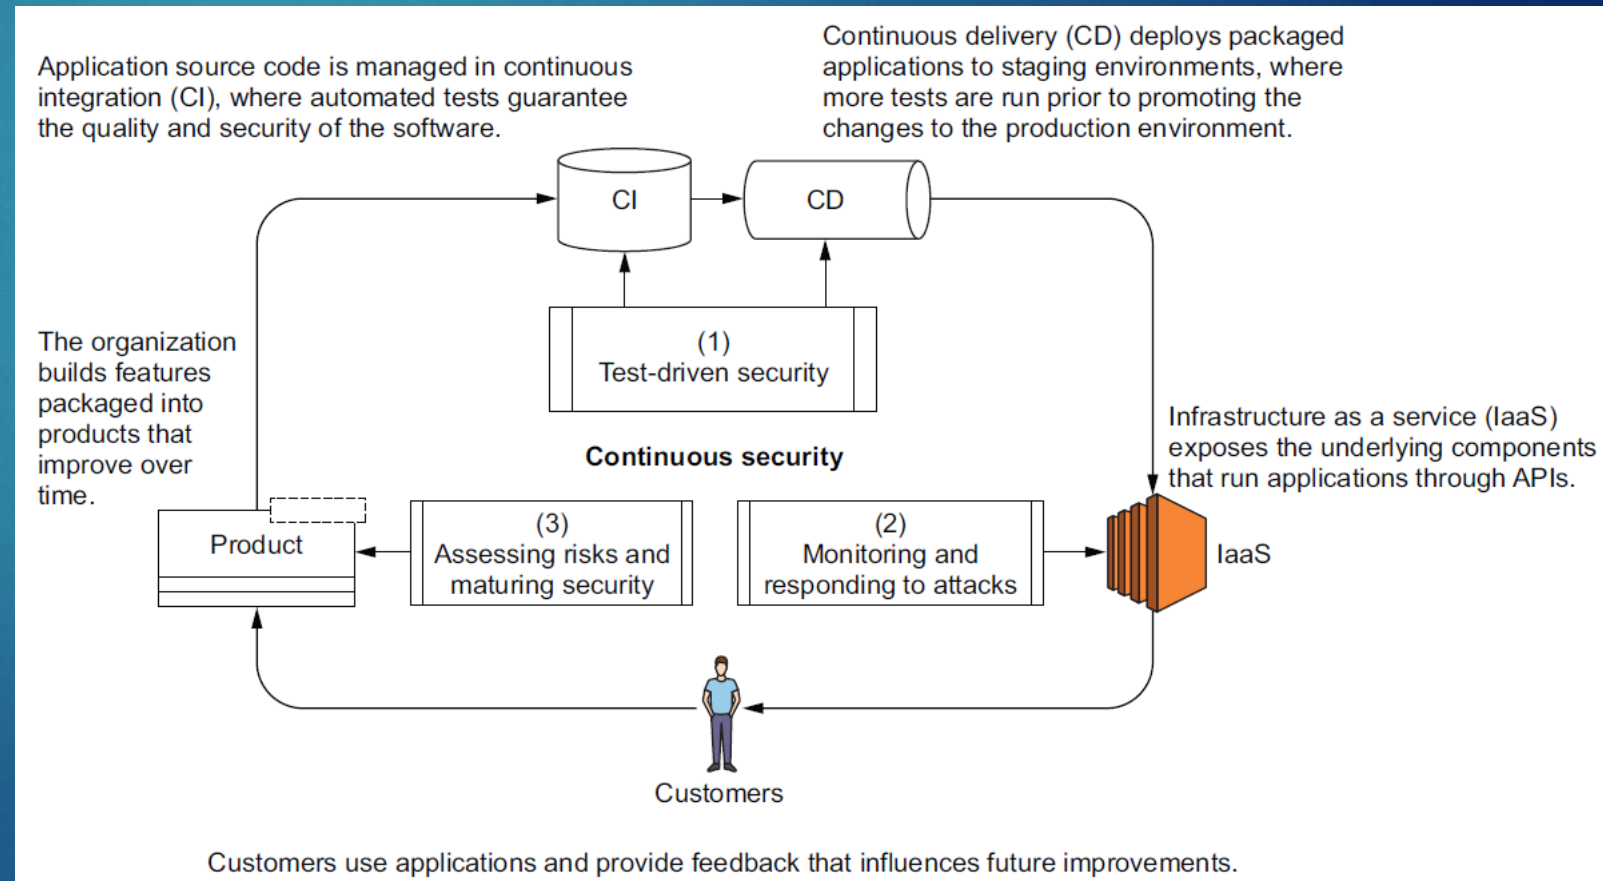 Application source code is managed in continuous
integration (CI), where automated tests guarantee
the quality and security of the software.
Continuous delivery (CD) deploys packaged
applications to staging environments, where
more tests are run prior to promoting the
changes to the production environment.
CI
CD
(1)
Test-driven security
The organization
builds features
packaged into
products that
improve over
time.
Continuous security
Infrastructure as a service (IaaS)
exposes the underlying components
that run applications through APIs.
Product
(3)
Assessing risks and
maturing security
(2)
Monitoring and
responding to attacks
IaaS
Customers
Customers use applications and provide feedback that influences future improvements.